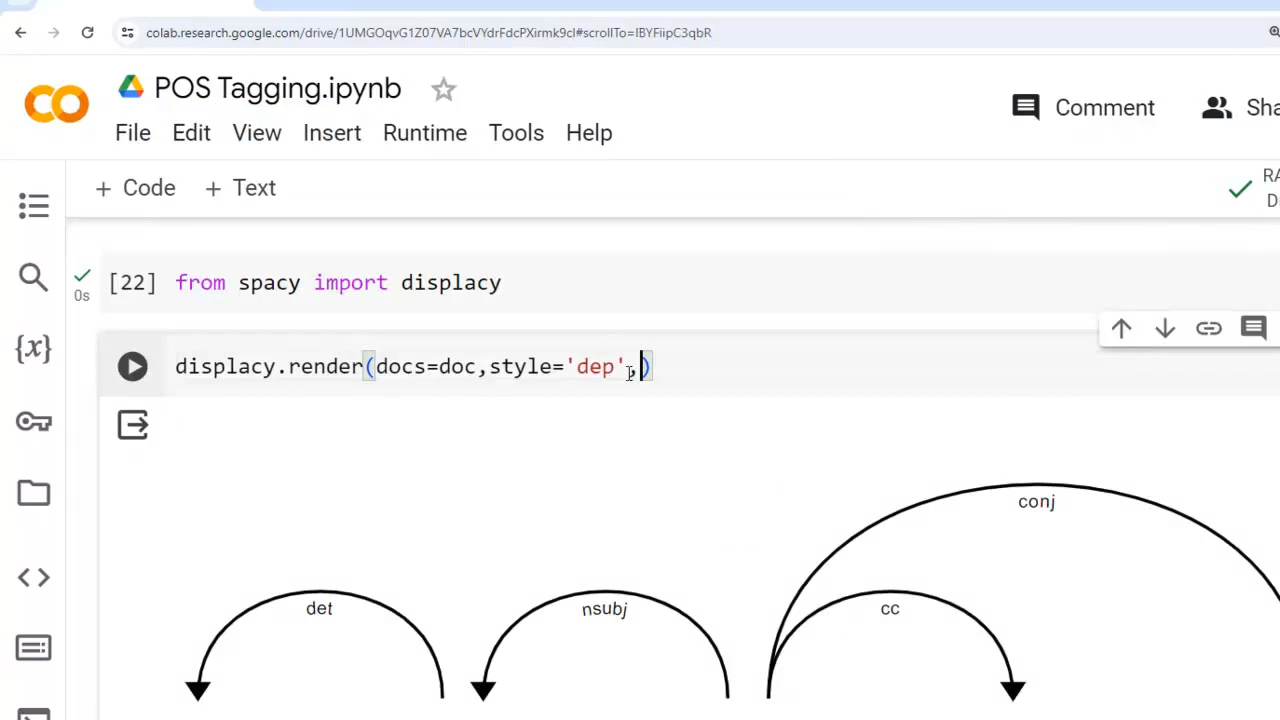 colab.research.google.com/drive/1UMGOqvG1Z07VA7bcVYdrFdcPXirmk9cI#scrollTo=IBYFiipC3qbR
CO
POS Tagging.ipynb
Comment
Sha
File Edit View Insert Runtime Tools Help
+ Code + Text
RA
D
{x}
[22] from spacy import displacy
0s
displacy.render(docs=doc,style='dep',)
conj
det
nsubj
cc